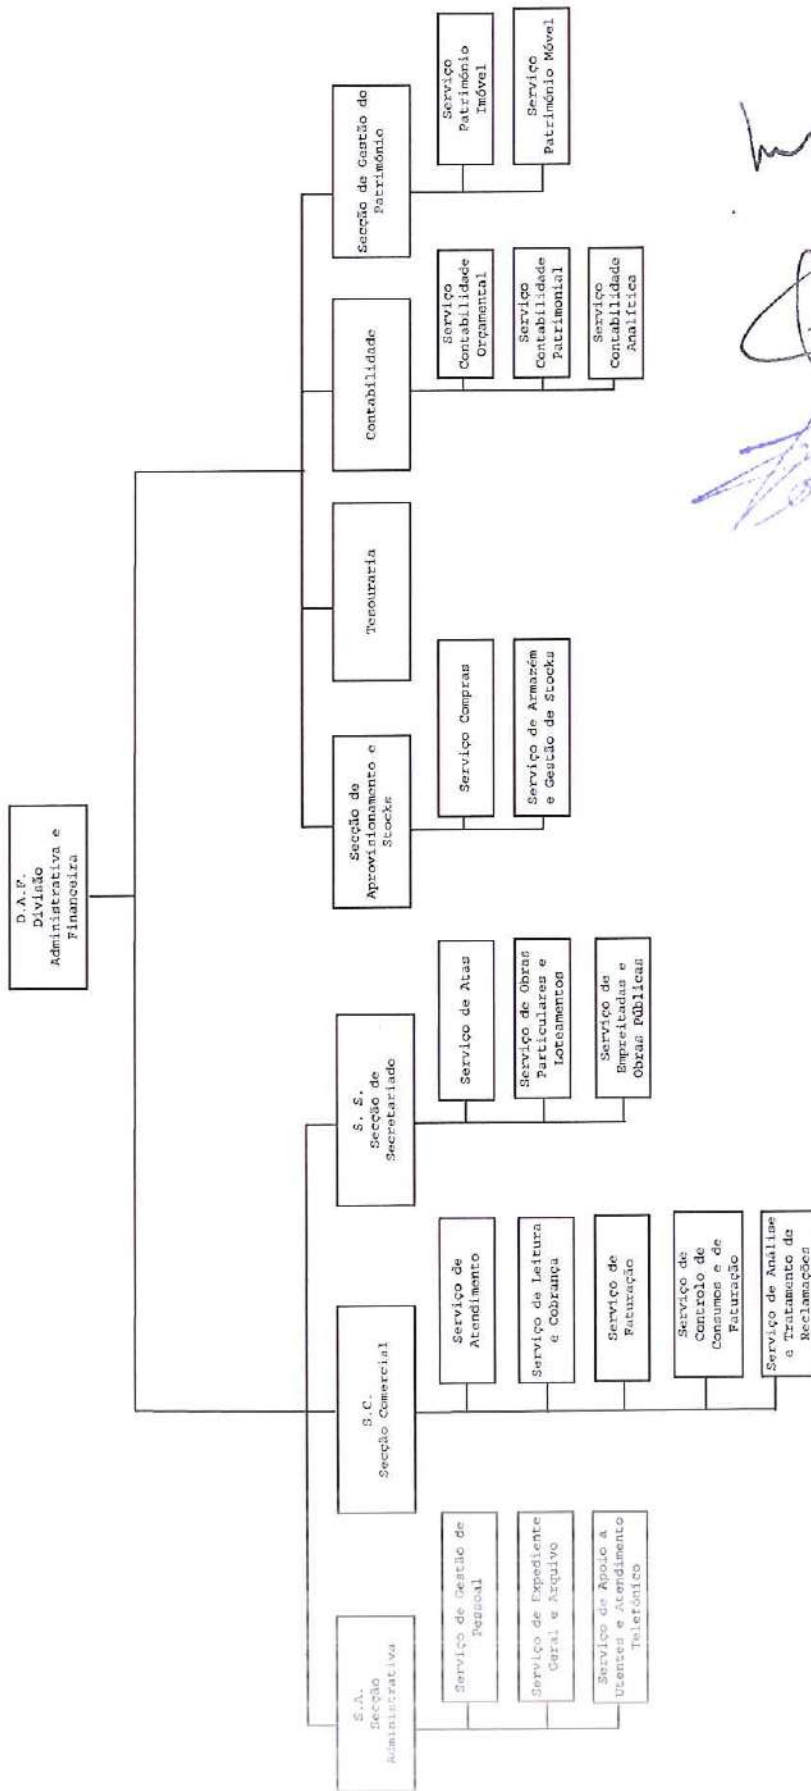 D.A.F.
Divisão
Administrativa e
Financeira
S.A.
Secção
Administrativa
Serviço de Gestão de
Pessoal
Serviço de Expediente
Geral e Arquivo
Serviço de Apoio a
Utentes e Atendimento
Telefónico
S.C.
Secção Comercial
Serviço de
Atendimento
Serviço de Leitura
e Cobrança
Serviço de
Faturação
Serviço de
Controlo de
Consumos e de
Faturação
Serviço de Análise
e Tratamento de
Reclamações
S. S.
Secção de
Secretariado
Serviço de Atas
Serviço de Obras
Particulares e
Loteamentos
Serviço de
Empreitadas e
Obras Públicas
Secção de
Aprovisionamento e
Stocks
Serviço Compras
Serviço de Armazém
e Gestão de Stocks
Tesouraria
Contabilidade
Serviço
Contabilidade
Orçamental
Serviço
Contabilidade
Patrimonial
Serviço
Contabilidade
Analítica
Secção de Gestão do
Património
Serviço
Património
Imóvel
Serviço
Património Móvel